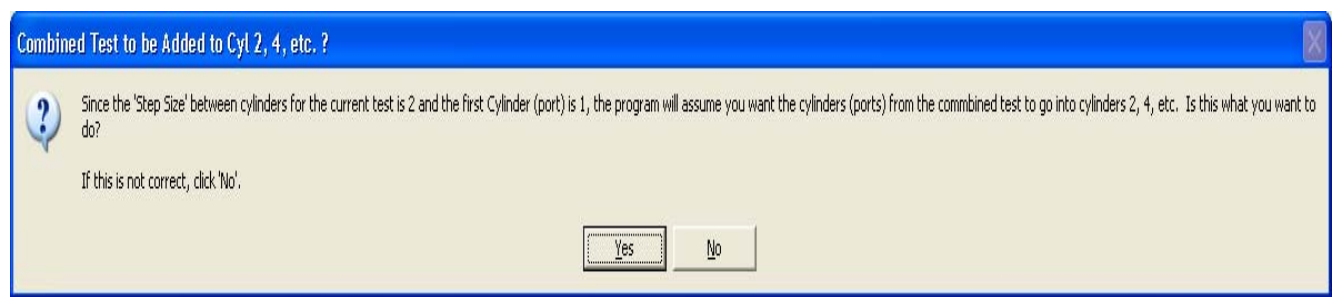 Combined Test to be Added to Cyl 2, 4, etc. ?
Since the 'Step Size' between cylinders for the current test is 2 and the first Cylinder (port) is 1, the program will assume you want the cylinders (ports) from the commbined test to go into cylinders 2, 4, etc.  Is this what you want to
do?
If this is not correct, click 'No'.
Yes No